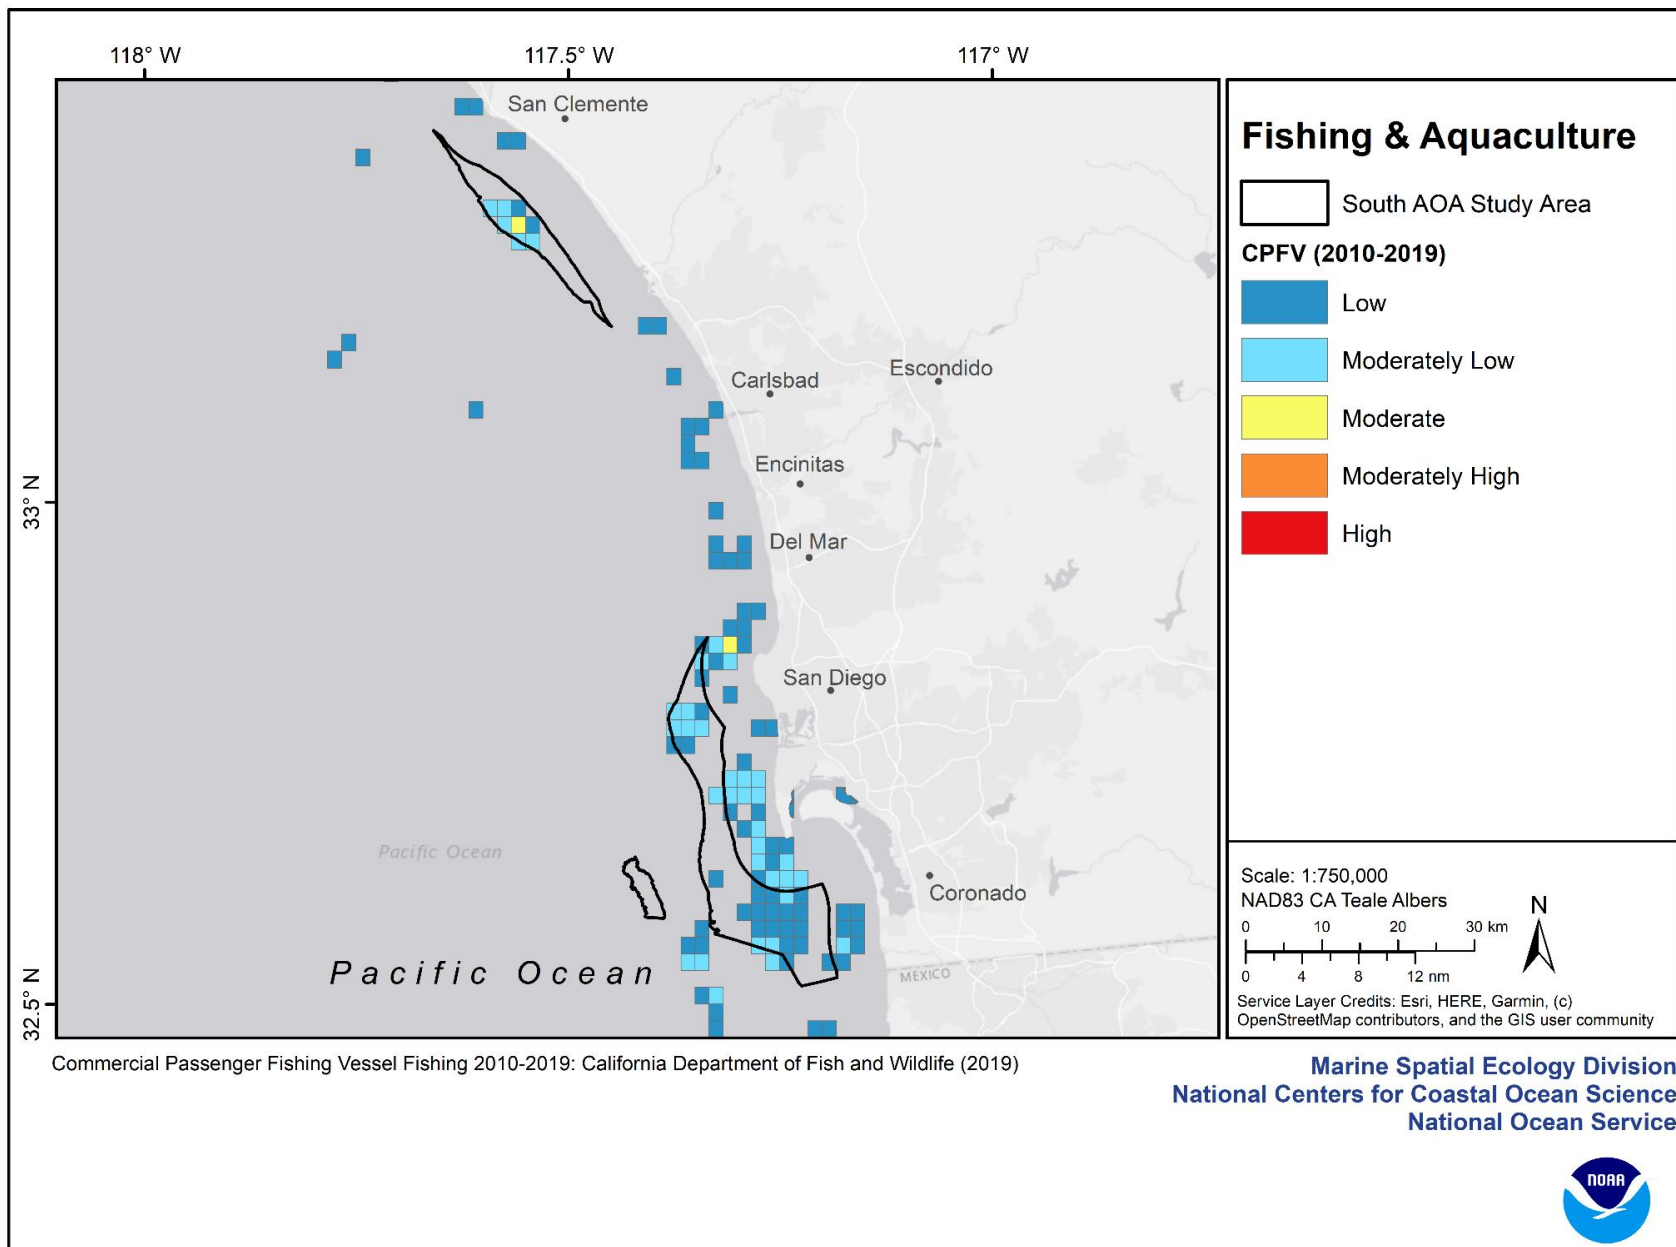 118° W
117.5° W
117° W
33° N
32.5° N
San Clemente
Carlsbad
Escondido
Encinitas
Del Mar
San Diego
Pacific Ocean
Coronado
Pacific Ocean
MEXICO
Fishing & Aquaculture
South AOA Study Area
CPFV (2010-2019)
Low
Moderately Low
Moderate
Moderately High
High
Scale: 1:750,000
NAD83 CA Teale Albers
0 10 20 30 km
0 4 8 12 nm
N
Service Layer Credits: Esri, HERE, Garmin, (c)
OpenStreetMap contributors, and the GIS user community
Commercial Passenger Fishing Vessel Fishing 2010-2019: California Department of Fish and Wildlife (2019)
Marine Spatial Ecology Division
National Centers for Coastal Ocean Science
National Ocean Service
NOAA